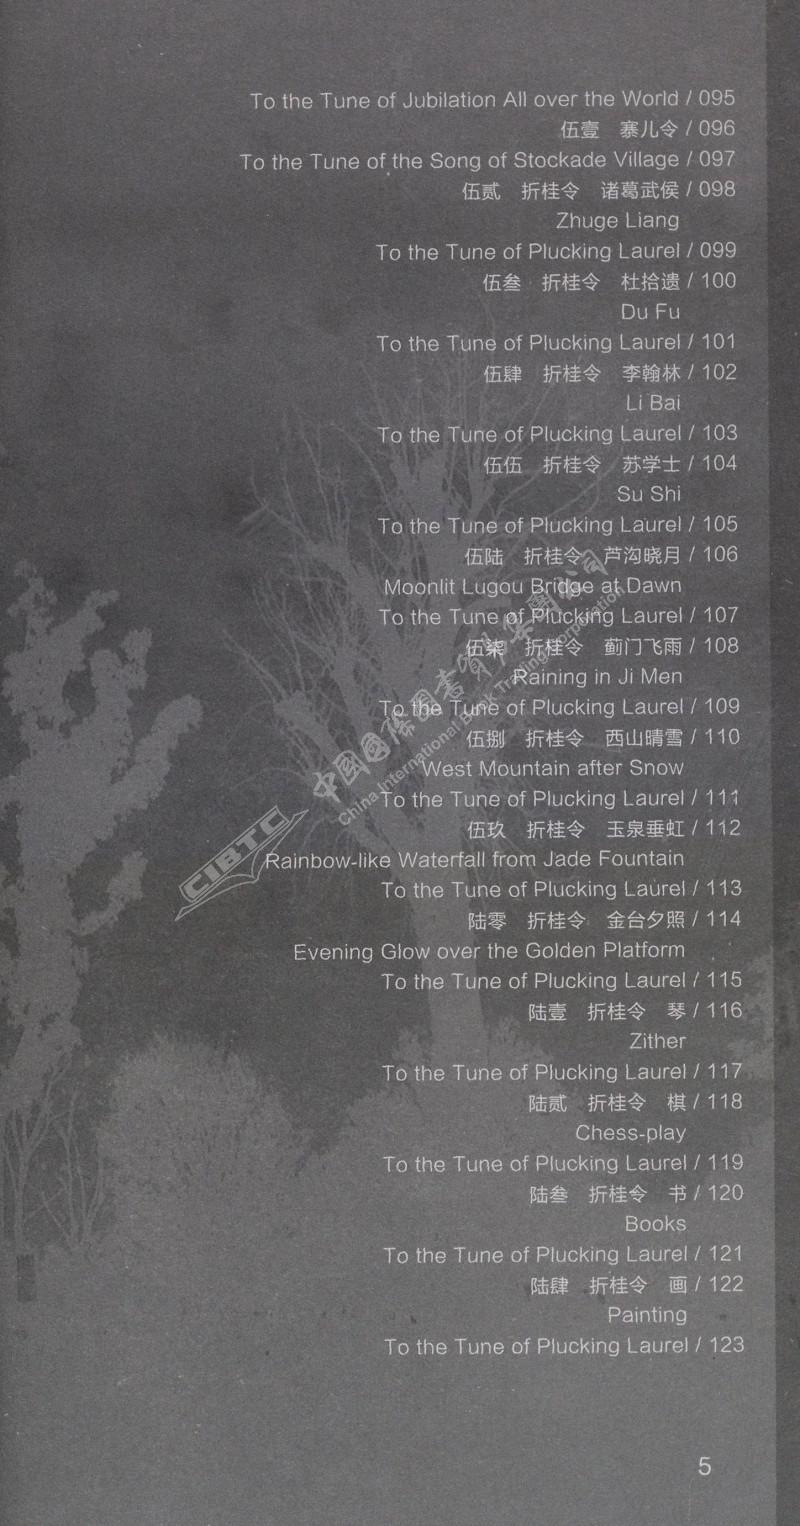 To the Tune of Jubilation All over the World / 095
伍壹 寨儿令 / 096
To the Tune of the Song of Stockade Village / 097
伍贰 折桂令 诸葛武侯 / 098
Zhuge Liang
To the Tune of Plucking Laurel / 099
伍叁 折桂令 杜拾遗 / 100
Du Fu
To the Tune of Plucking Laurel / 101
伍肆 折桂令 李翰林 / 102
Li Bai
To the Tune of Plucking Laurel / 103
伍伍 折桂令 苏学士 / 104
Su Shi
To the Tune of Plucking Laurel / 105
伍陆 折桂令 芦沟晓月 / 106
Moonlit Lugou Bridge at Dawn
To the Tune of Plucking Laurel / 107
伍柒 折桂令 蓟门飞雨 / 108
Raining in Ji Men
To the Tune of Plucking Laurel / 109
伍捌 折桂令 西山晴雪 / 110
West Mountain after Snow
To the Tune of Plucking Laurel / 111
伍玖 折桂令 玉泉垂虹 / 112
Rainbow-like Waterfall from Jade Fountain
To the Tune of Plucking Laurel / 113
陆零 折桂令 金台夕照 / 114
Evening Glow over the Golden Platform
To the Tune of Plucking Laurel / 115
陆壹 折桂令 琴 / 116
Zither
To the Tune of Plucking Laurel / 117
陆贰 折桂令 棋 / 118
Chess-play
To the Tune of Plucking Laurel / 119
陆叁 折桂令 书 / 120
Books
To the Tune of Plucking Laurel / 121
陆肆 折桂令 画 / 122
Painting
To the Tune of Plucking Laurel / 123
5
CIBTC
中國國際圖書貿易集團公司
China International Book Trading Corporation